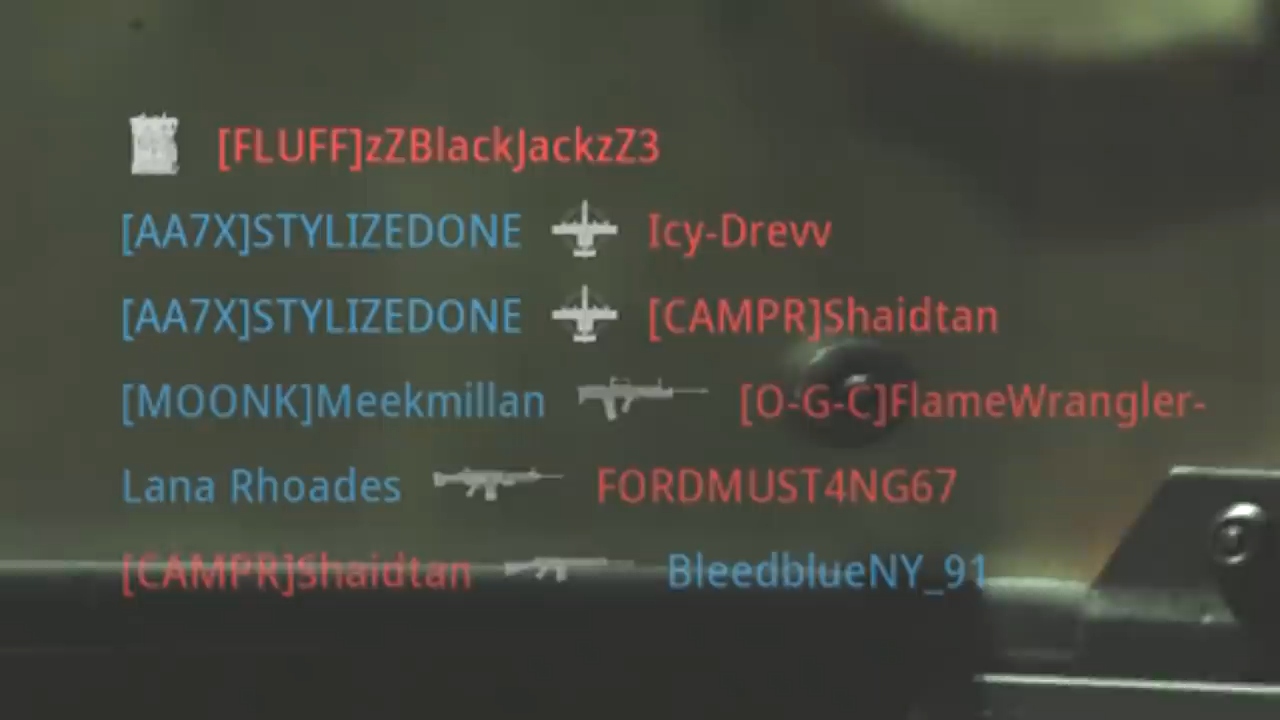 [FLUFF]zZBlackJackzZ3
[AA7X]STYLIZEDONE Icy-Drevv
[AA7X]STYLIZEDONE [CAMPR]Shaidtan
[MOONK]Meekmillan [O-G-C]FlameWrangler-
Lana Rhoades FORDMUST4NG67
[CAMPR]Shaidtan BleedblueNY_91